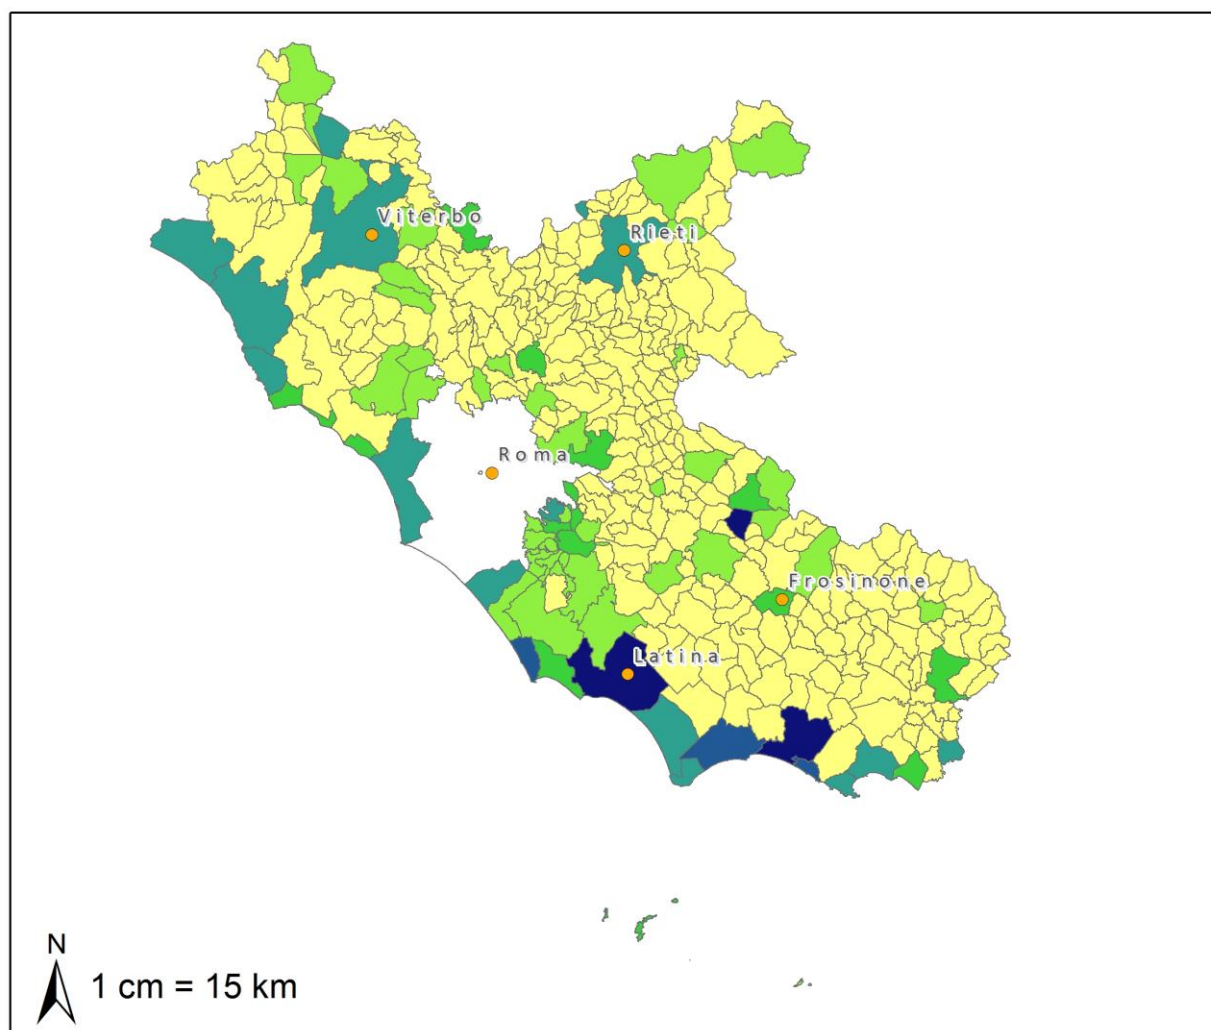 Viterbo
Rieti
Roma
Frosinone
Latina
N
1 cm = 15 km